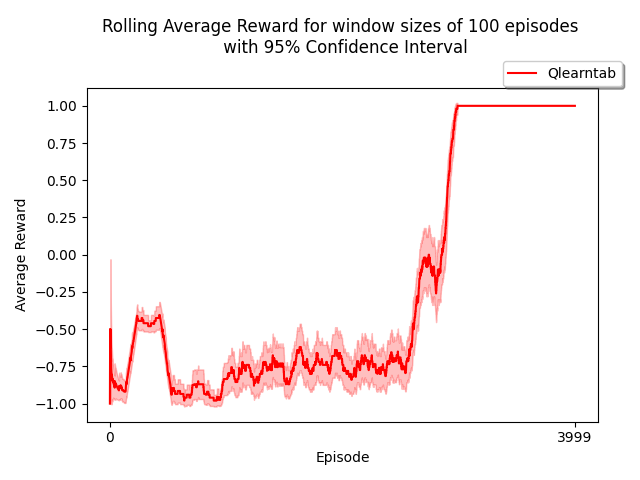 Rolling Average Reward for window sizes of 100 episodes
with 95% Confidence Interval
Qlearntab
1.00
0.75
0.50
0.25
0.00
−0.25
−0.50
−0.75
−1.00
Average Reward
0 3999
Episode